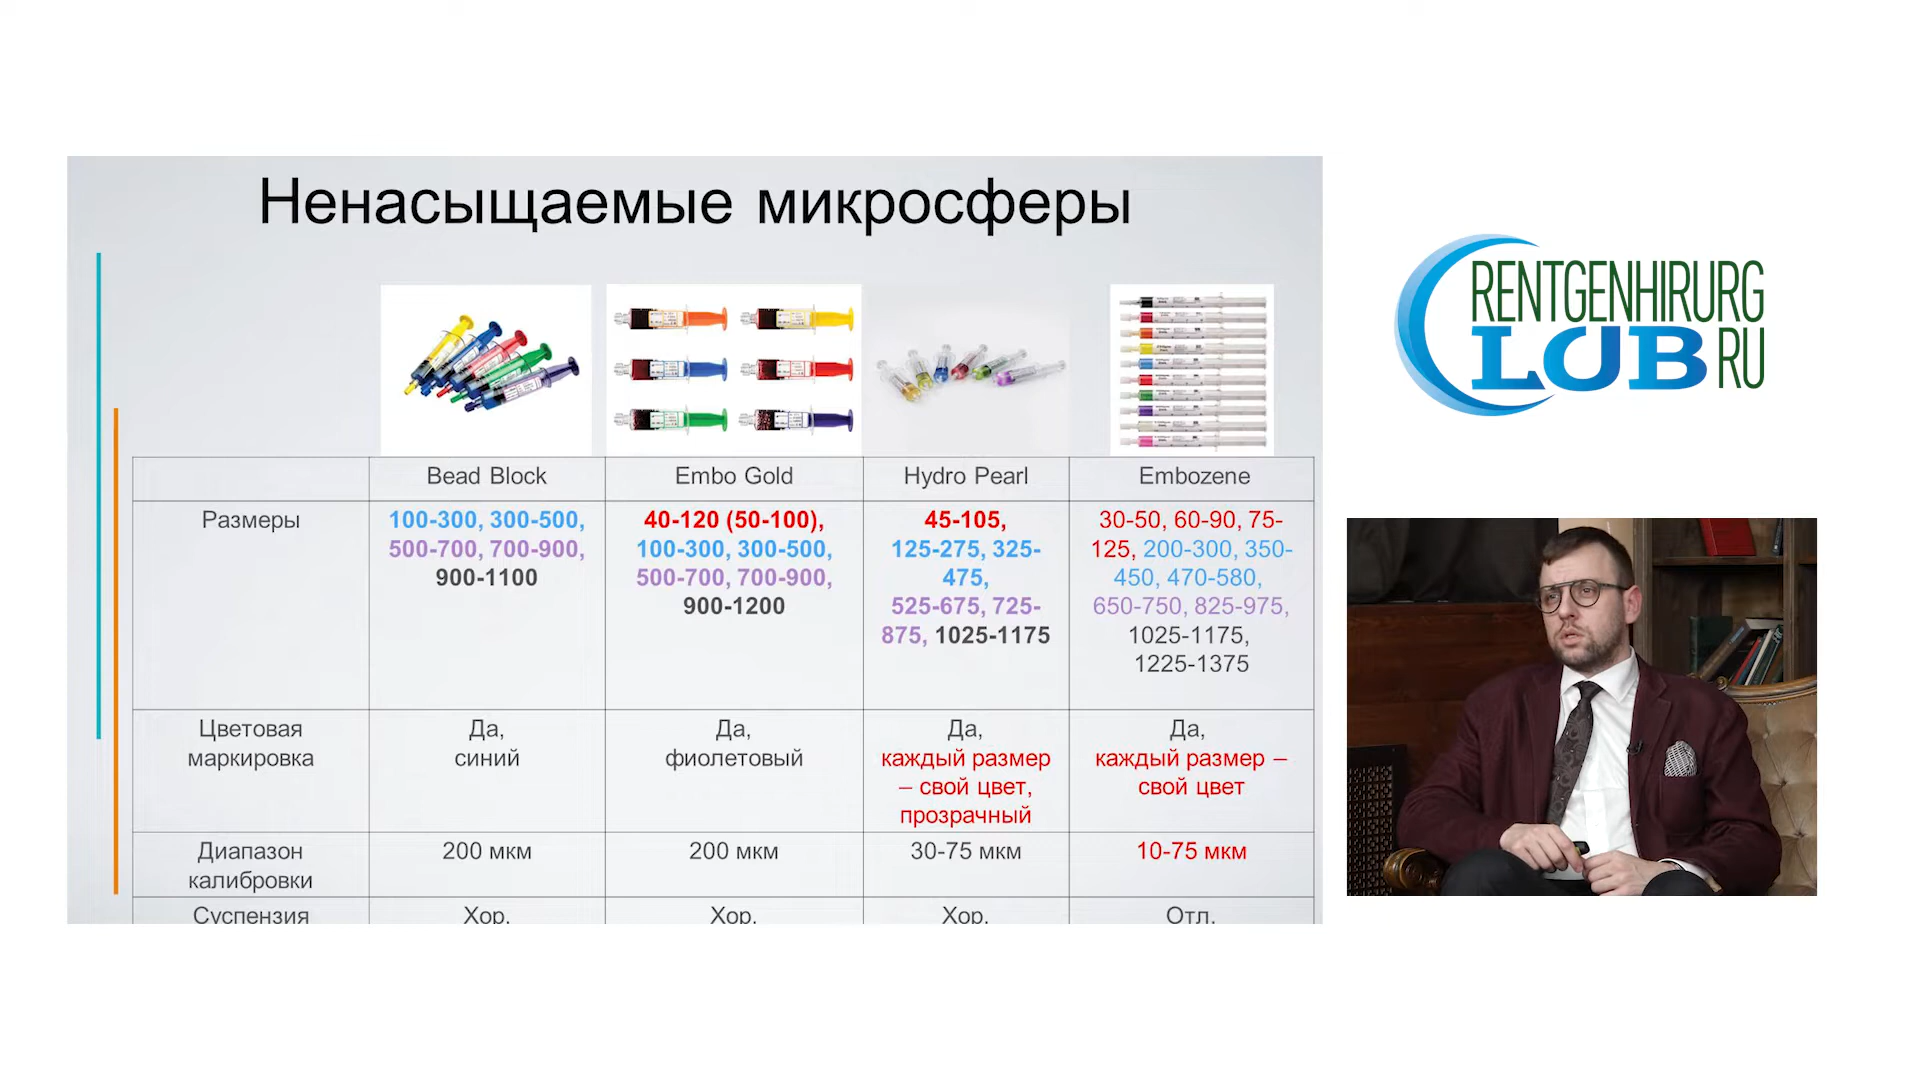 Ненасыщаемые микросферы
Bead Block
Embo Gold
Hydro Pearl
Embozene
Размеры
100-300, 300-500,
500-700, 700-900,
900-1100
40-120 (50-100),
100-300, 300-500,
500-700, 700-900,
900-1200
45-105,
125-275, 325-
475,
525-675, 725-
875, 1025-1175
30-50, 60-90, 75-
125, 200-300, 350-
450, 470-580,
650-750, 825-975,
1025-1175,
1225-1375
Цветовая
маркировка
Да,
синий
Да,
фиолетовый
Да,
каждый размер
– свой цвет,
прозрачный
Да,
каждый размер –
свой цвет
Диапазон
калибровки
200 мкм
200 мкм
30-75 мкм
10-75 мкм
Суспензия
Хор.
Хор.
Хор.
Отл.
RENTGENHIRURG
CLUB RU